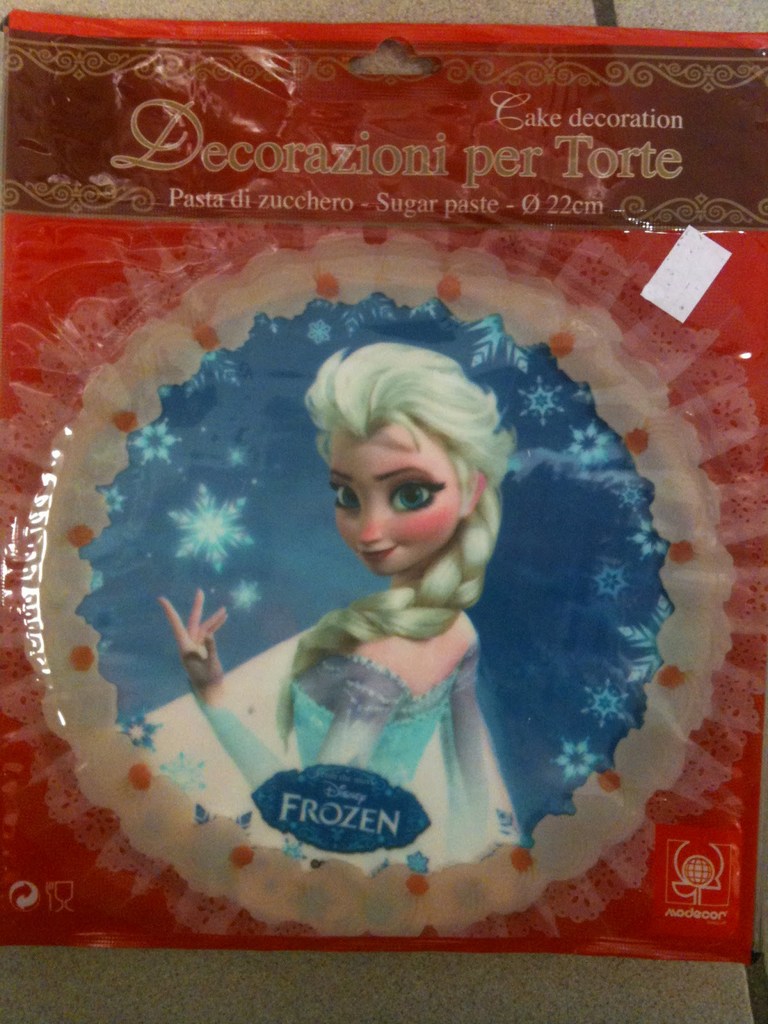 Cake decoration
Decorazioni per Torte
Pasta di zucchero - Sugar paste - Ø 22cm
Disney
FROZEN
modecor